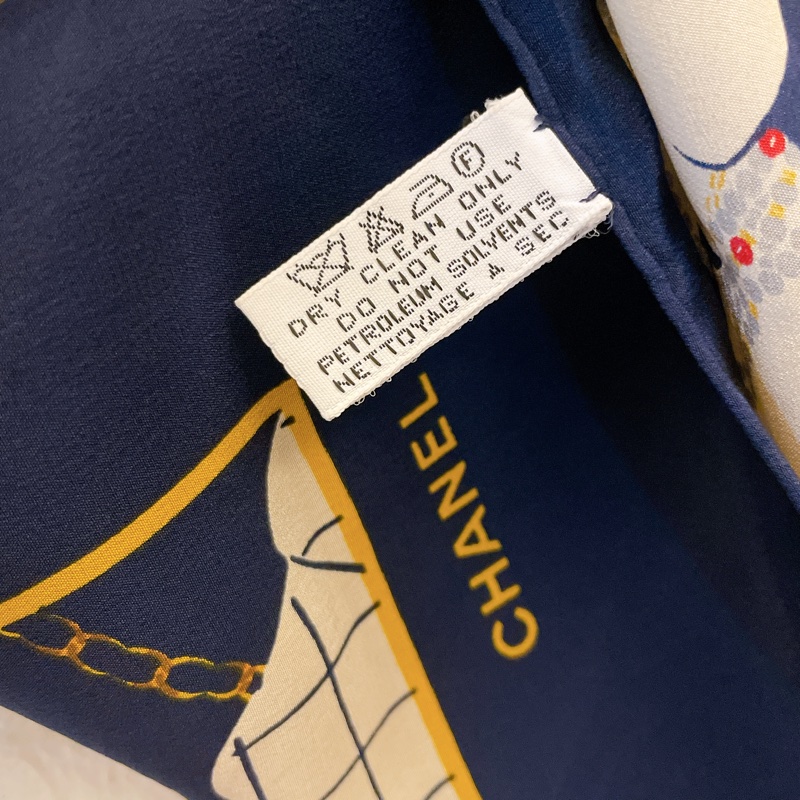 F
DRY CLEAN ONLY
DO NOT USE
PETROLEUM SOLVENTS
NETTOYAGE A SEC
CHANEL